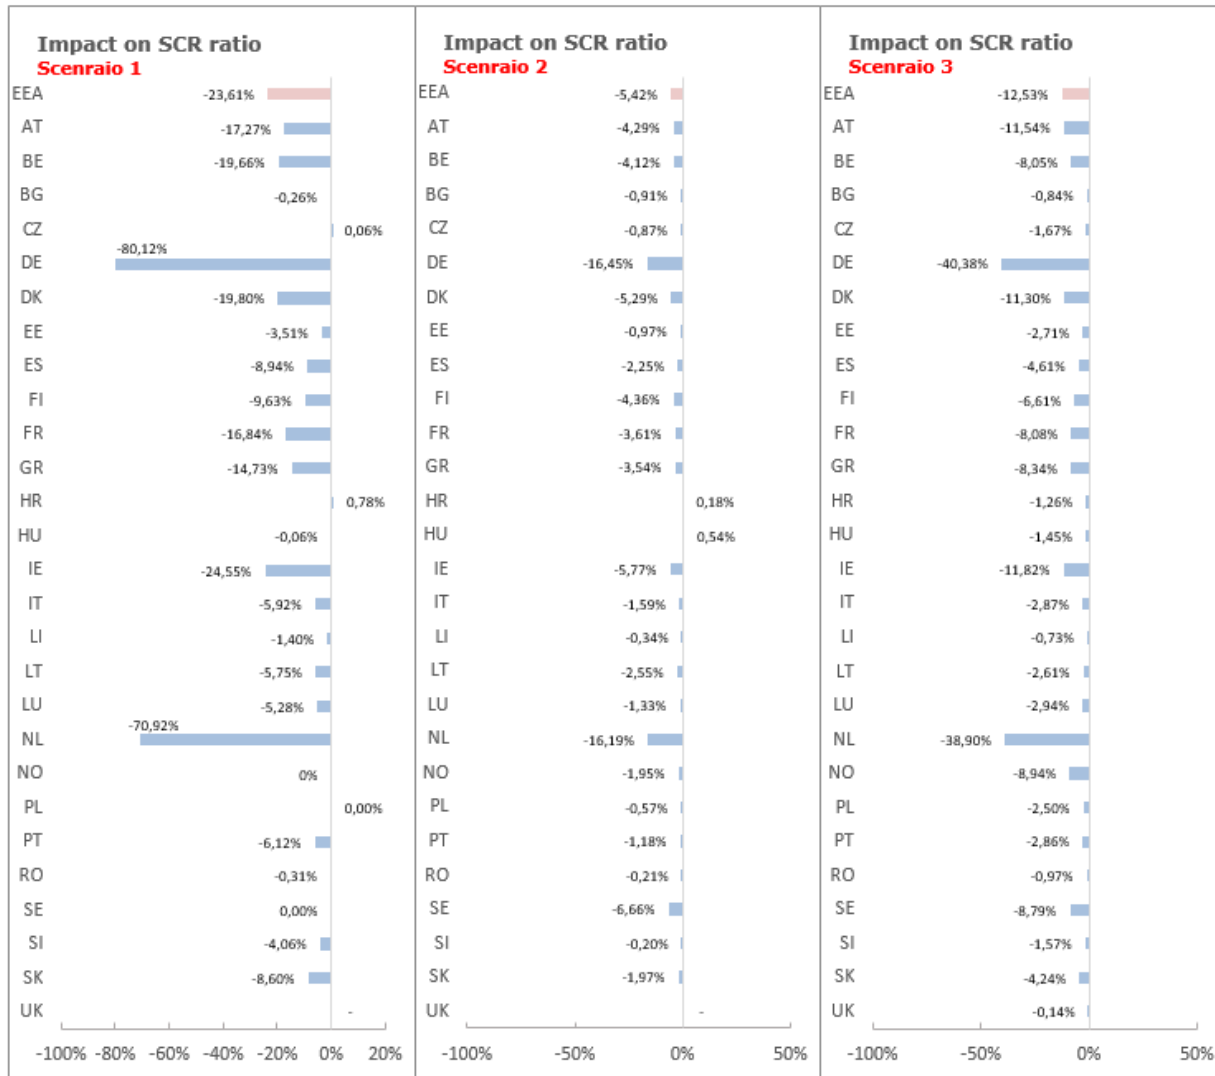 Impact on SCR ratio
Scenraio 1
EEA -23,61%
AT -17,27%
BE -19,66%
BG -0,26%
CZ 0,06%
DE -80,12%
DK -19,80%
EE -3,51%
ES -8,94%
FI -9,63%
FR -16,84%
GR -14,73%
HR 0,78%
HU -0,06%
IE -24,55%
IT -5,92%
LI -1,40%
LT -5,75%
LU -5,28%
NL -70,92%
NO 0%
PL 0,00%
PT -6,12%
RO -0,31%
SE 0,00%
SI -4,06%
SK -8,60%
UK -
-100% -80% -60% -40% -20% 0% 20%
Impact on SCR ratio
Scenraio 2
EEA -5,42%
AT -4,29%
BE -4,12%
BG -0,91%
CZ -0,87%
DE -16,45%
DK -5,29%
EE -0,97%
ES -2,25%
FI -4,36%
FR -3,61%
GR -3,54%
HR 0,18%
HU 0,54%
IE -5,77%
IT -1,59%
LI -0,34%
LT -2,55%
LU -1,33%
NL -16,19%
NO -1,95%
PL -0,57%
PT -1,18%
RO -0,21%
SE -6,66%
SI -0,20%
SK -1,97%
UK -
-100% -50% 0% 50%
Impact on SCR ratio
Scenraio 3
EEA -12,53%
AT -11,54%
BE -8,05%
BG -0,84%
CZ -1,67%
DE -40,38%
DK -11,30%
EE -2,71%
ES -4,61%
FI -6,61%
FR -8,08%
GR -8,34%
HR -1,26%
HU -1,45%
IE -11,82%
IT -2,87%
LI -0,73%
LT -2,61%
LU -2,94%
NL -38,90%
NO -8,94%
PL -2,50%
PT -2,86%
RO -0,97%
SE -8,79%
SI -1,57%
SK -4,24%
UK -0,14%
-100% -50% 0% 50%